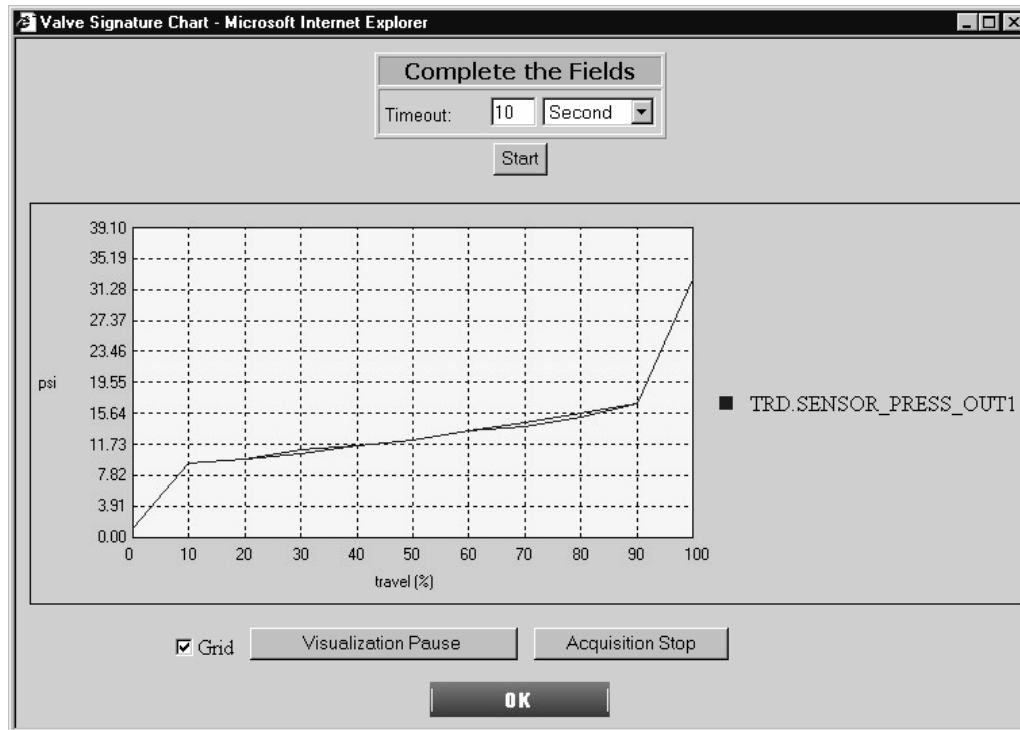 Valve Signature Chart - Microsoft Internet Explorer
Complete the Fields
Timeout: 10 Second
Start
39.10
35.19
31.28
27.37
23.46
19.55
15.64
11.73
7.82
3.91
0.00
psi
0 10 20 30 40 50 60 70 80 90 100
travel (%)
TRD.SENSOR_PRESS_OUT1
Grid Visualization Pause Acquisition Stop
OK